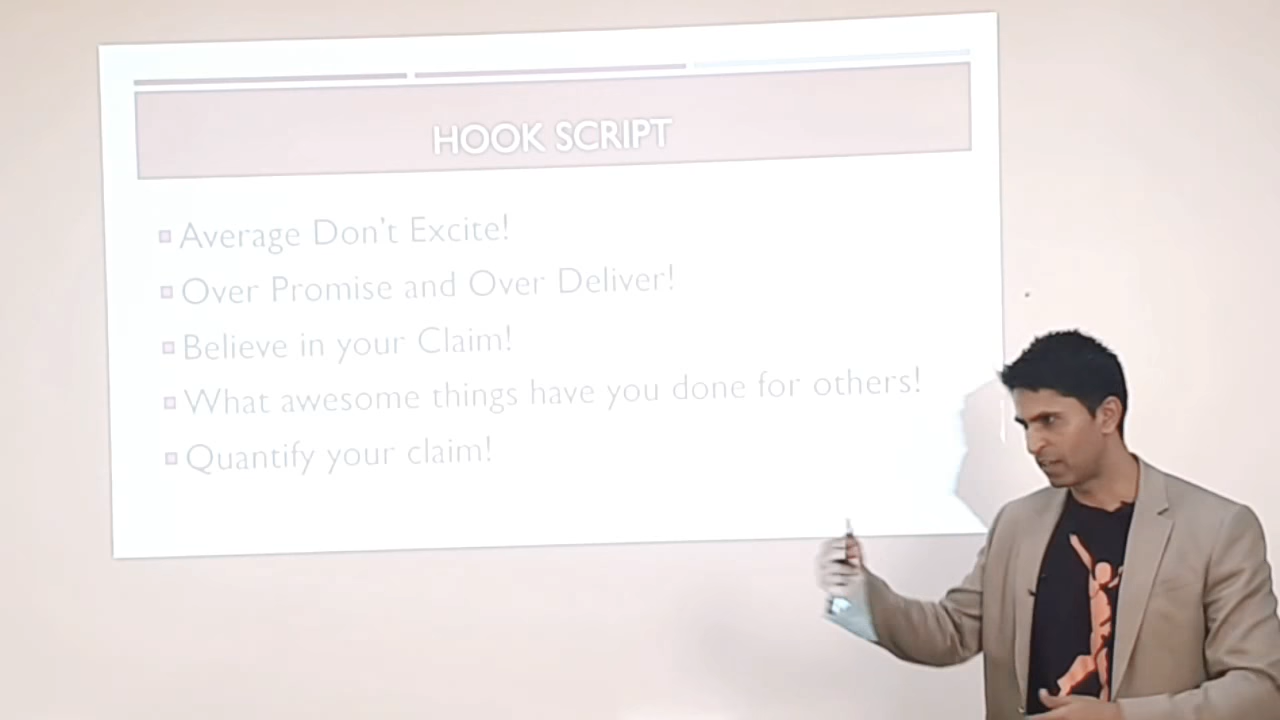 HOOK SCRIPT
Average Don't Excite!
Over Promise and Over Deliver!
Believe in your Claim!
What awesome things have you done for others!
Quantify your claim!